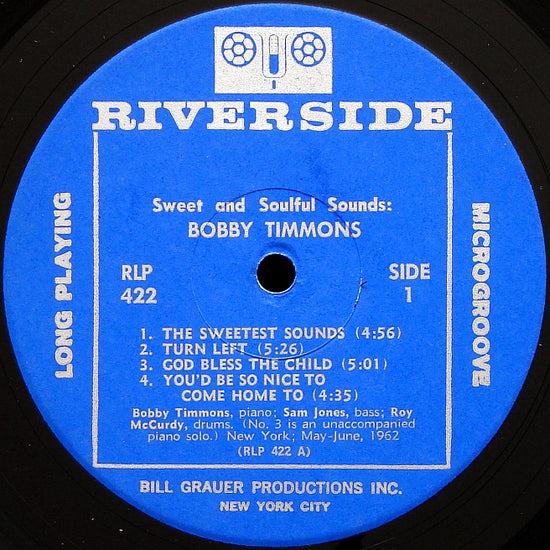 RIVERSIDE
Sweet and Soulful Sounds:
BOBBY TIMMONS
LONG PLAYING
MICROGROOVE
RLP
422
SIDE
1
1. THE SWEETEST SOUNDS (4:56)
2. TURN LEFT (5:26)
3. GOD BLESS THE CHILD (5:01)
4. YOU'D BE SO NICE TO
COME HOME TO (4:35)
Bobby Timmons, piano; Sam Jones, bass; Roy
McCurdy, drums. (No. 3 is an unaccompanied
piano solo.) New York; May-June, 1962
(RLP 422 A)
BILL GRAUER PRODUCTIONS INC.
NEW YORK CITY